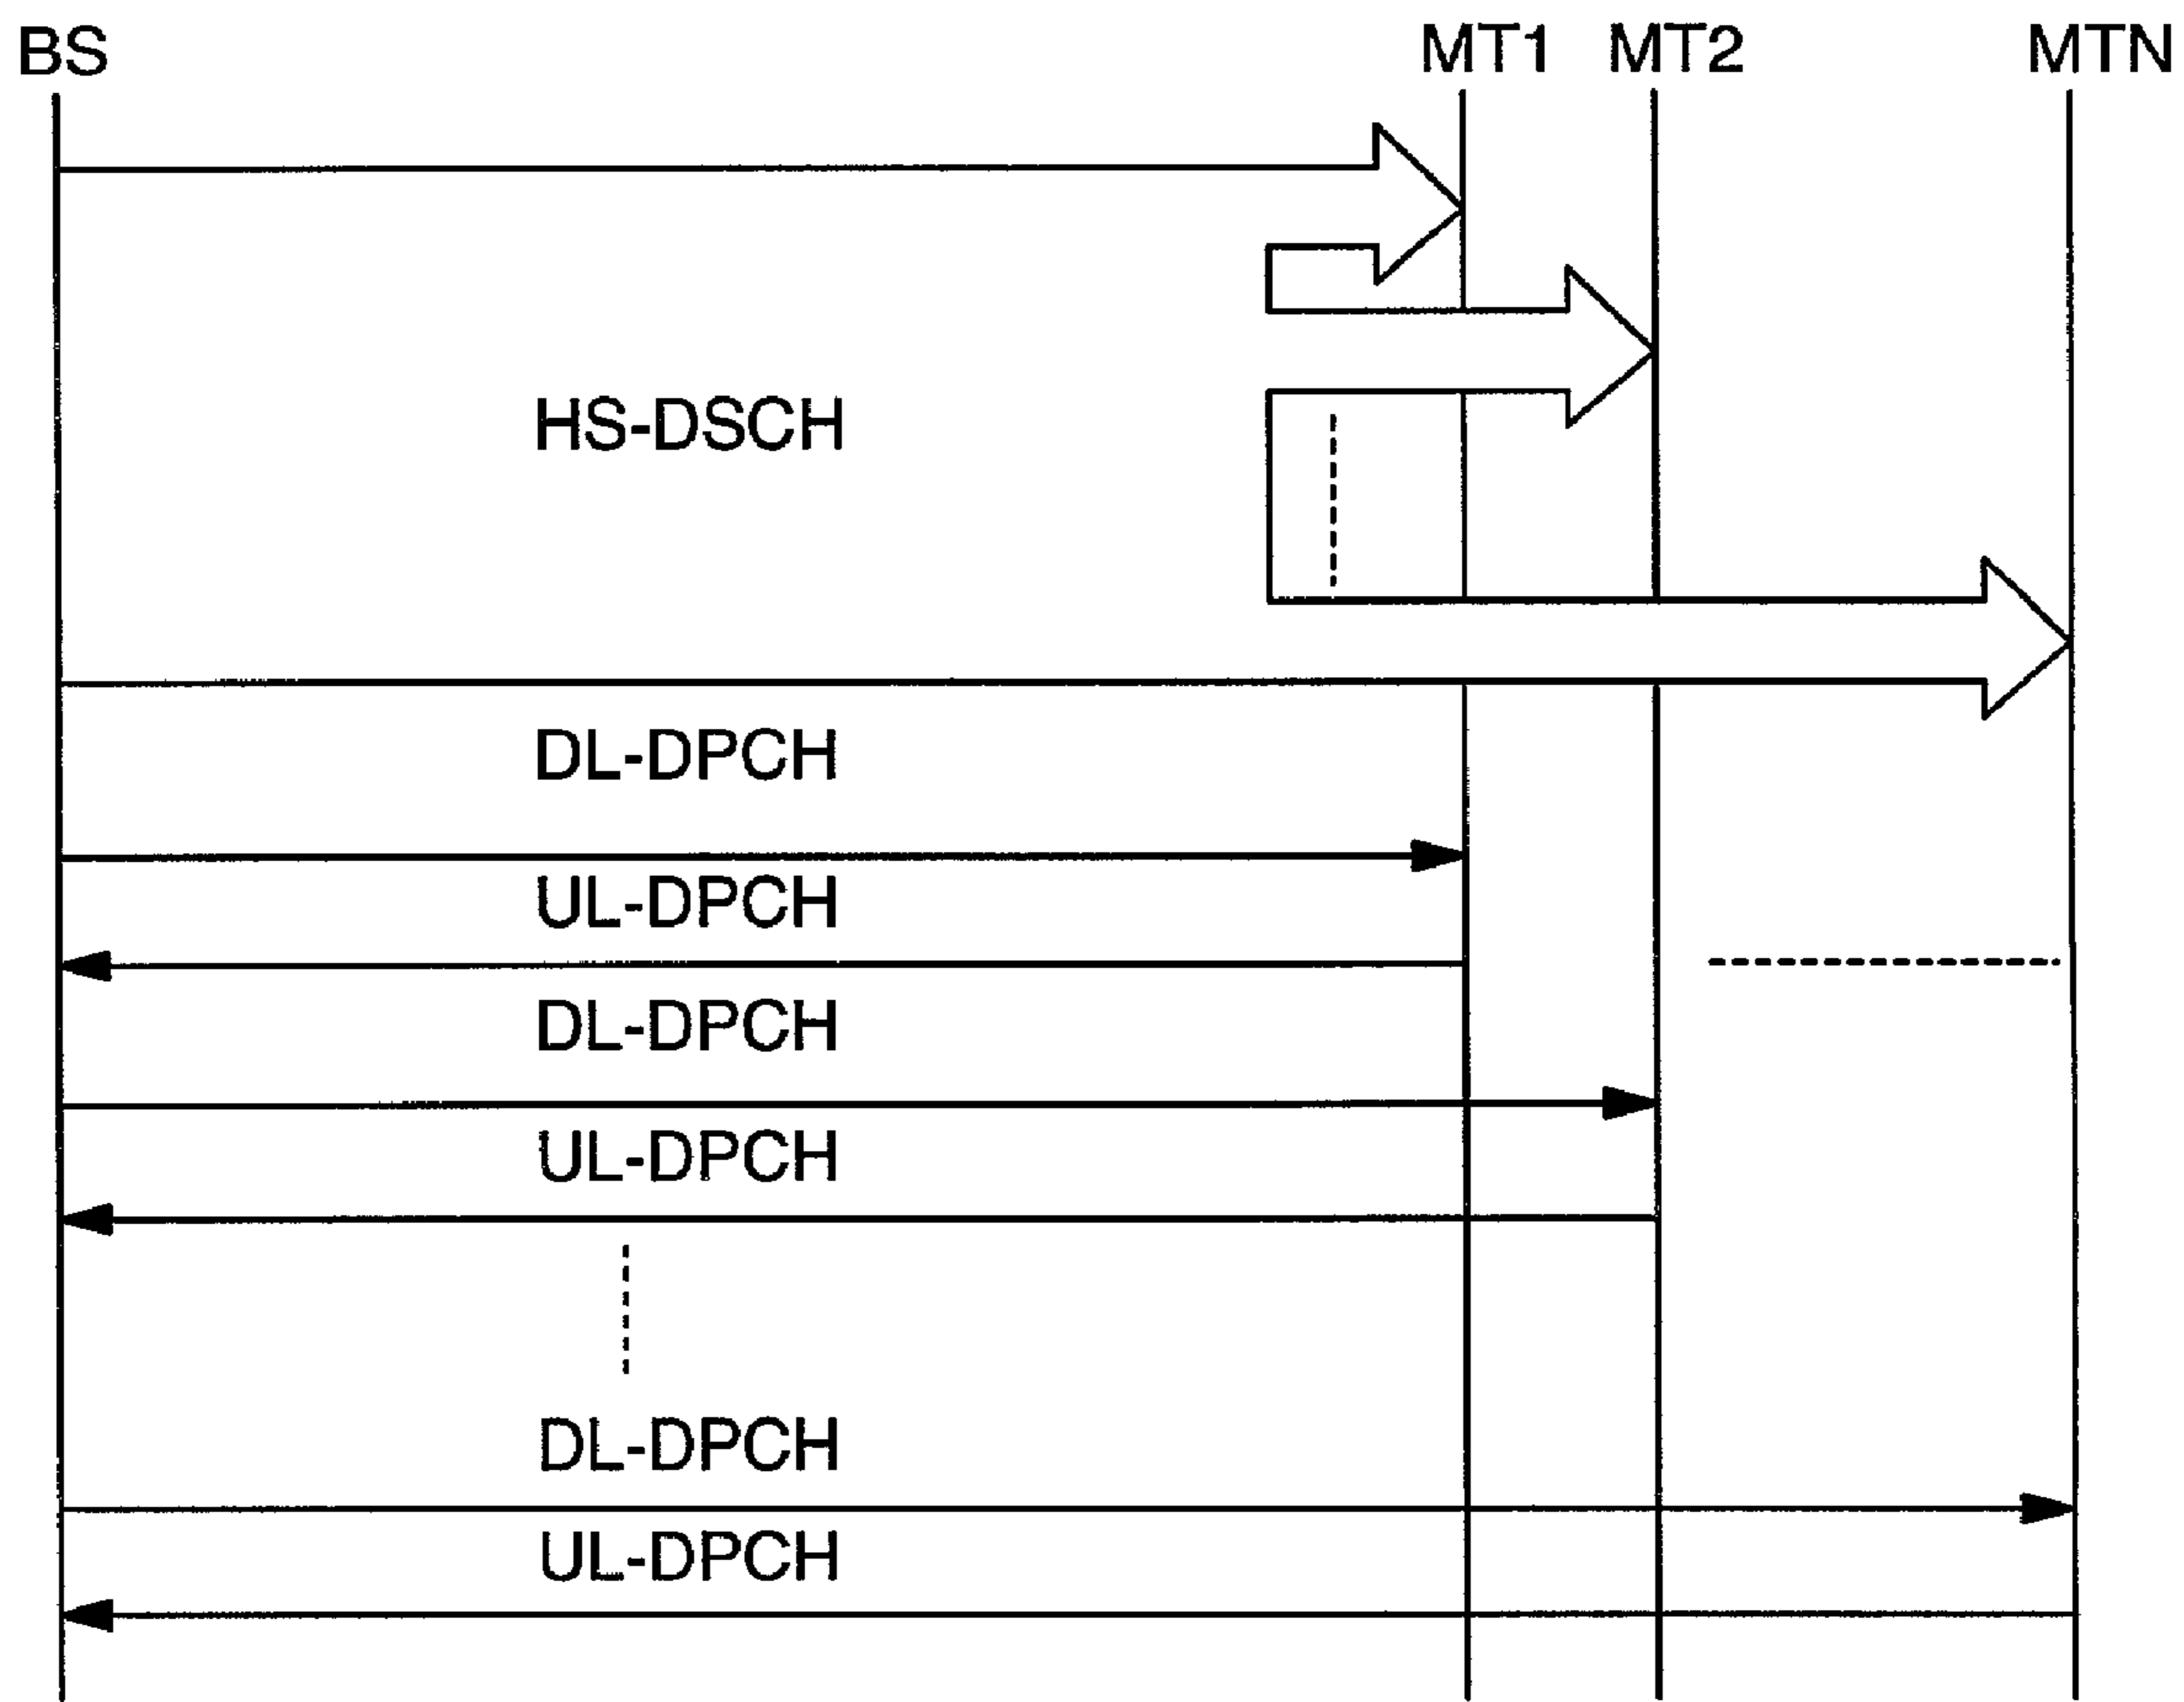 BS MT1 MT2 MTN
HS-DSCH
DL-DPCH
UL-DPCH
DL-DPCH
UL-DPCH
DL-DPCH
UL-DPCH